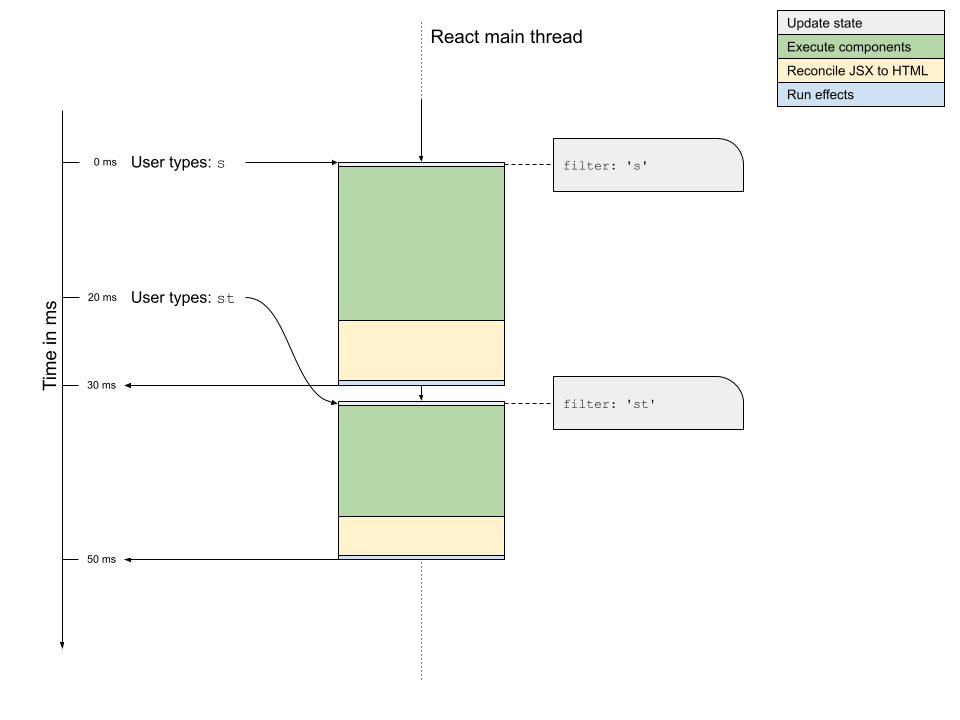 React main thread
Update state
Execute components
Reconcile JSX to HTML
Run effects
0 ms
User types: s
filter: 's'
20 ms
User types: st
Time in ms
30 ms
filter: 'st'
50 ms